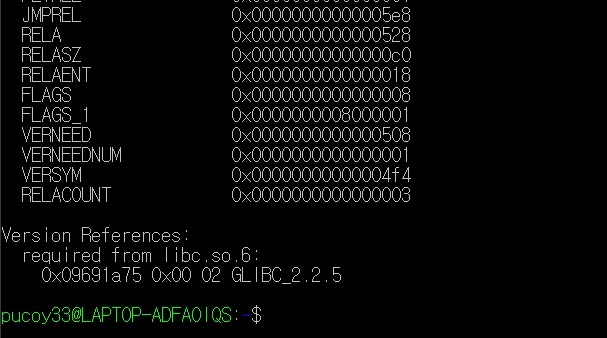 JMPREL 0x00000000000005e8
RELA 0x0000000000000528
RELASZ 0x00000000000000c0
RELAENT 0x0000000000000018
FLAGS 0x0000000000000008
FLAGS_1 0x0000000008000001
VERNEED 0x0000000000000508
VERNEEDNUM 0x0000000000000001
VERSYM 0x00000000000004f4
RELACOUNT 0x0000000000000003
Version References:
required from libc.so.6:
0x09691a75 0x00 02 GLIBC_2.2.5
pucoy33@LAPTOP-ADFAOIQS:~$